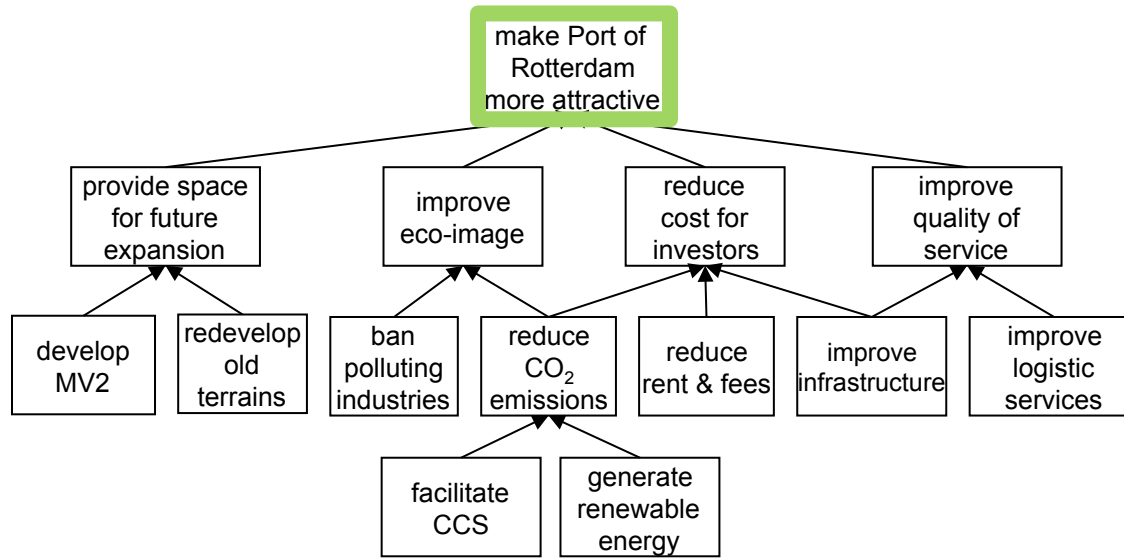 make Port of
Rotterdam
more attractive
provide space
for future
expansion
improve
eco-image
reduce
cost for
investors
improve
quality of
service
develop
MV2
redevelop
old
terrains
ban
polluting
industries
reduce
CO₂
emissions
reduce
rent & fees
improve
infrastructure
improve
logistic
services
facilitate
CCS
generate
renewable
energy